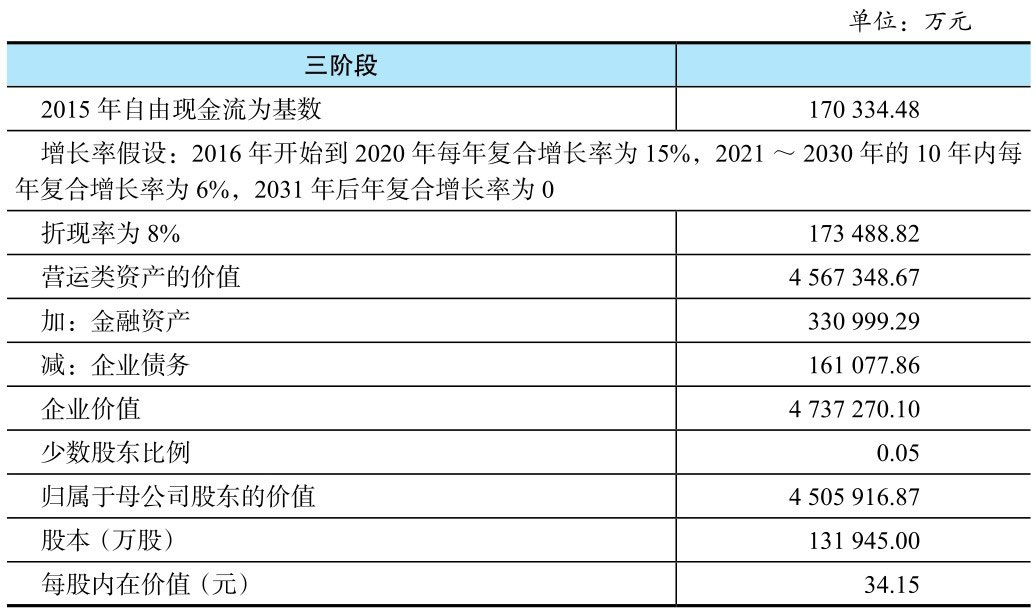 单位：万元
三阶段
2015 年自由现金流为基数 170 334.48
增长率假设：2016 年开始到 2020 年每年复合增长率为 15%，2021 ～ 2030 年的 10 年内每
年复合增长率为 6%，2031 年后年复合增长率为 0
折现率为 8% 173 488.82
营运类资产的价值 4 567 348.67
加：金融资产 330 999.29
减：企业债务 161 077.86
企业价值 4 737 270.10
少数股东比例 0.05
归属于母公司股东的价值 4 505 916.87
股本（万股） 131 945.00
每股内在价值（元） 34.15